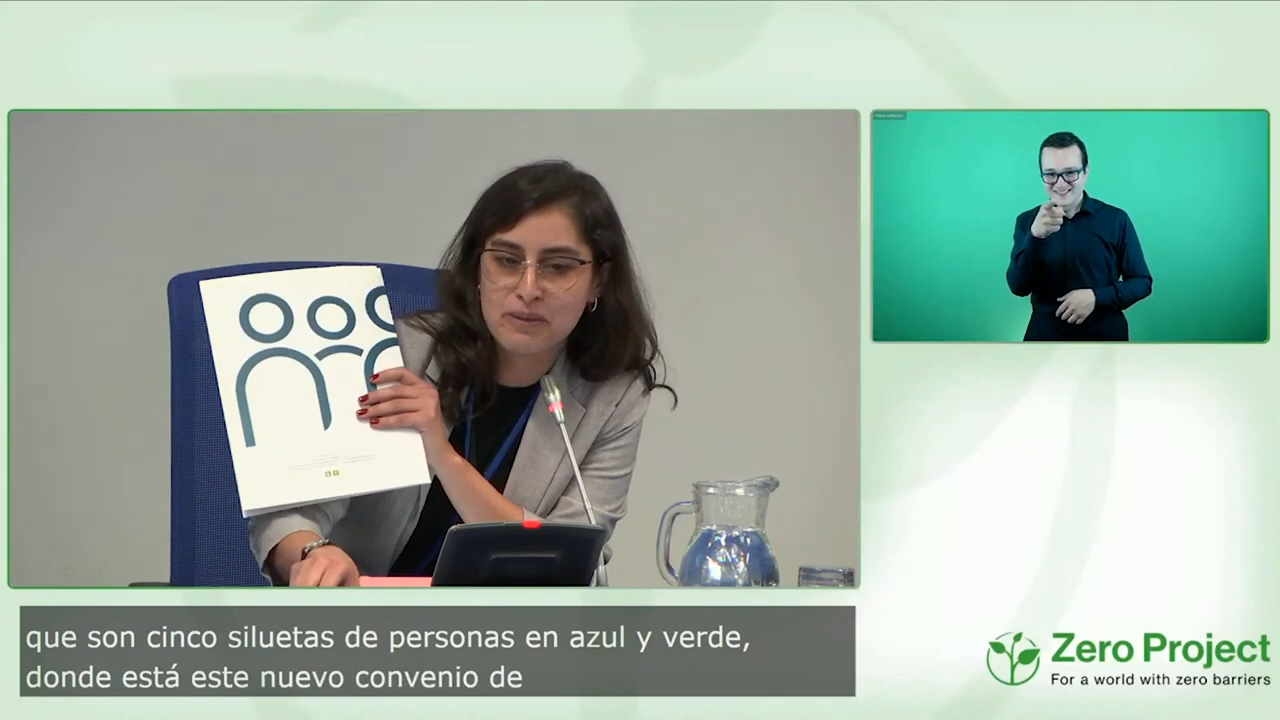 que son cinco siluetas de personas en azul y verde,
donde está este nuevo convenio de
Zero Project
For a world with zero barriers